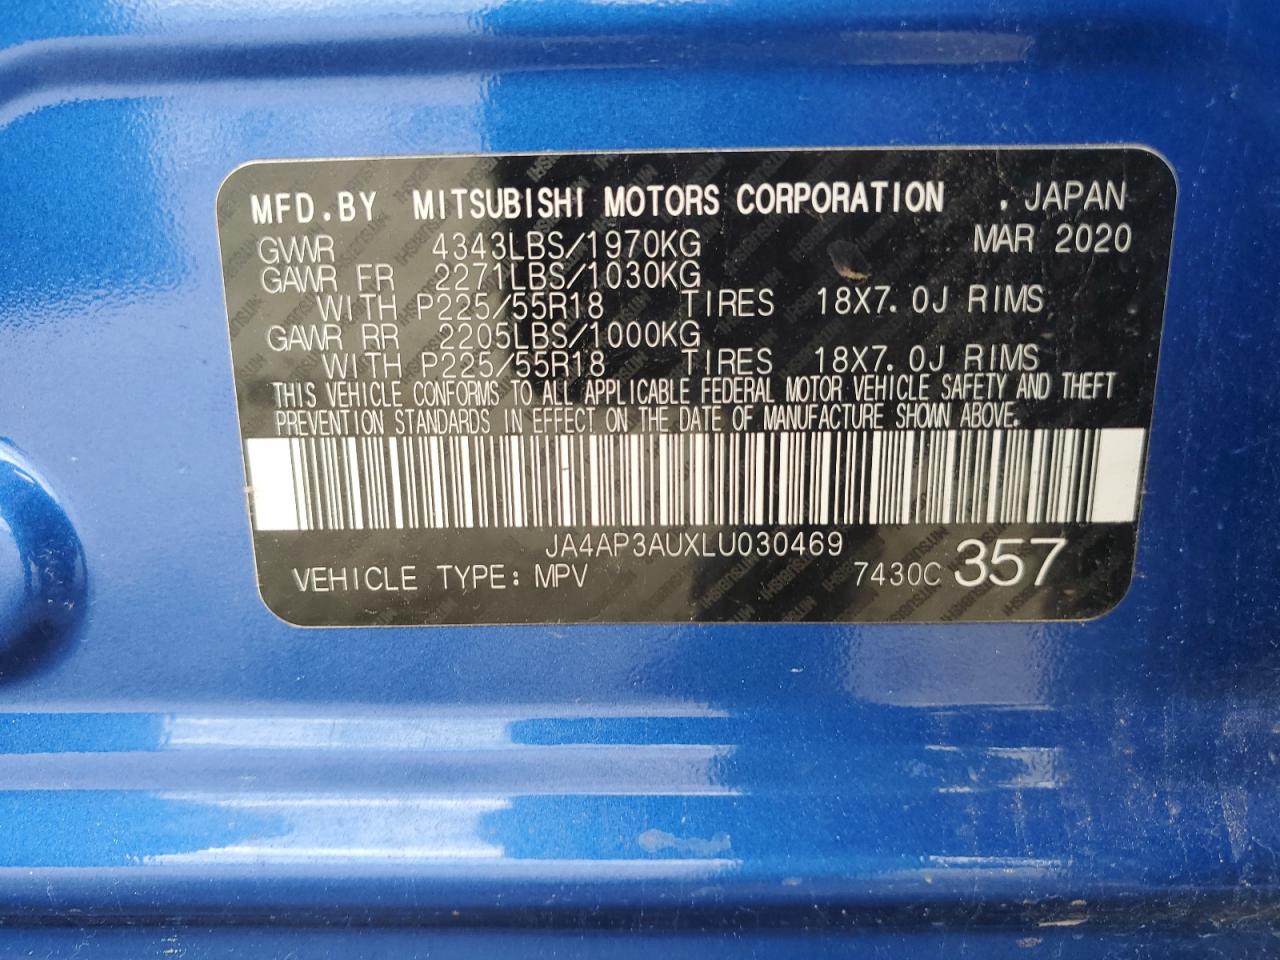 MFD.BY MITSUBISHI MOTORS CORPORATION . JAPAN
GVWR 4343LBS/1970KG MAR 2020
GAWR FR 2271LBS/1030KG
WITH P225/55R18 TIRES 18X7.0J RIMS
GAWR RR 2205LBS/1000KG
WITH P225/55R18 TIRES 18X7.0J RIMS
THIS VEHICLE CONFORMS TO ALL APPLICABLE FEDERAL MOTOR VEHICLE SAFETY AND THEFT
PREVENTION STANDARDS IN EFFECT ON THE DATE OF MANUFACTURE SHOWN ABOVE.
JA4AP3AUXLU030469
VEHICLE TYPE: MPV 7430C 357